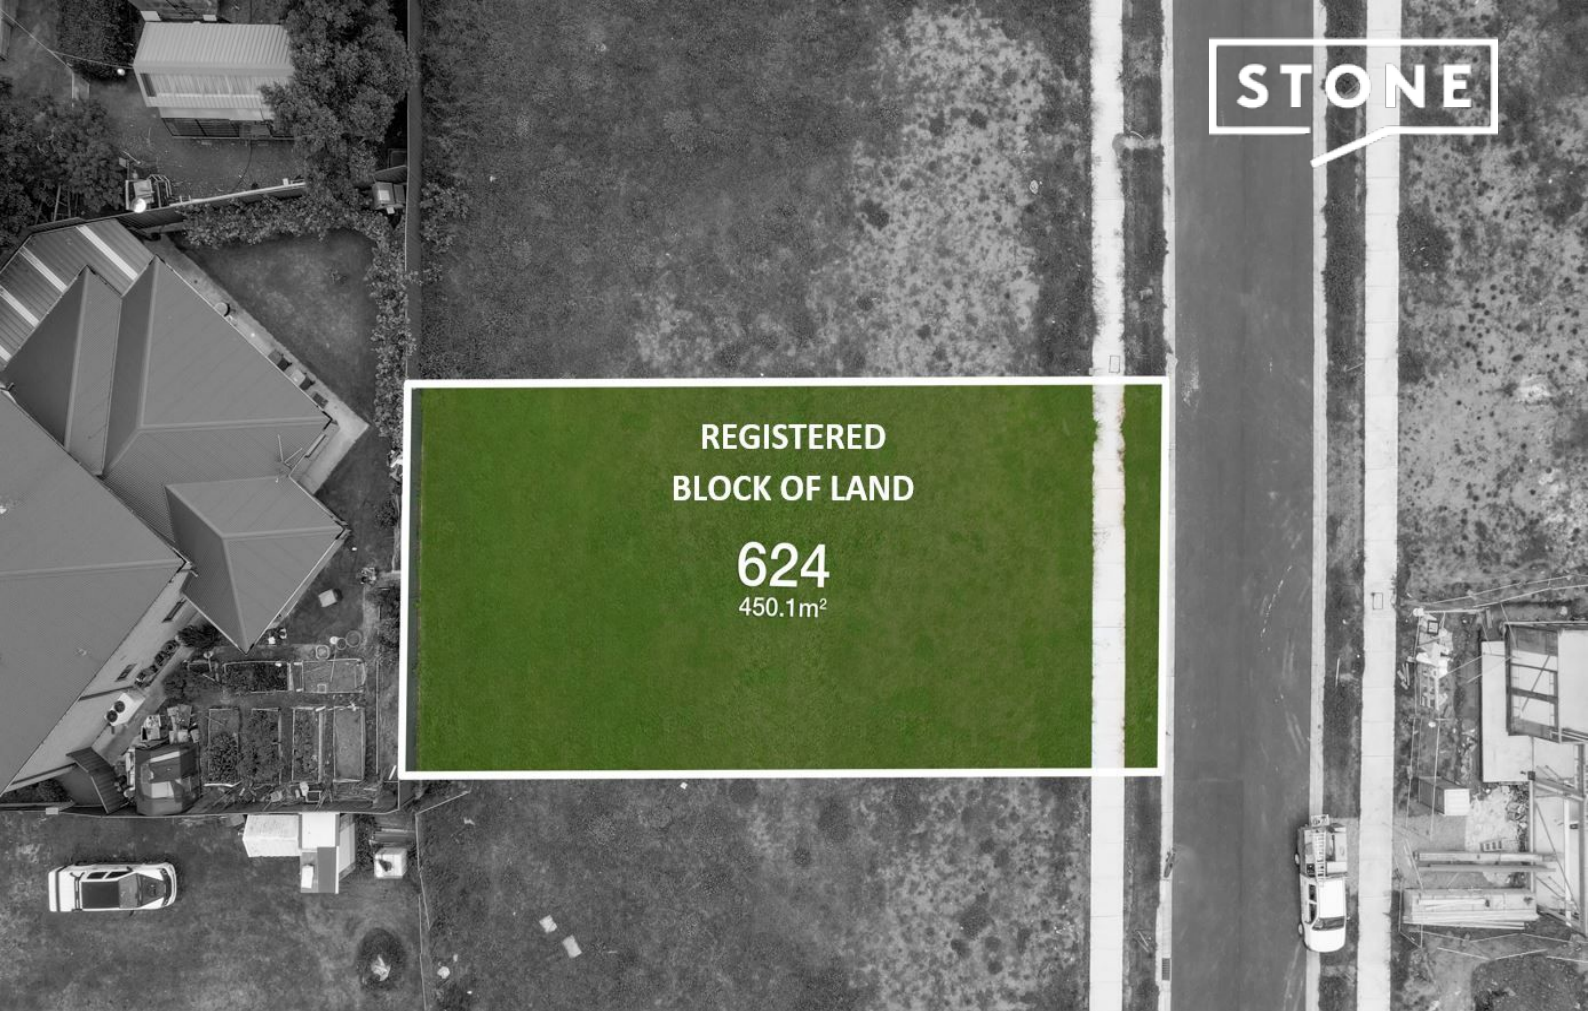 STONE
REGISTERED
BLOCK OF LAND
624
450.1m²